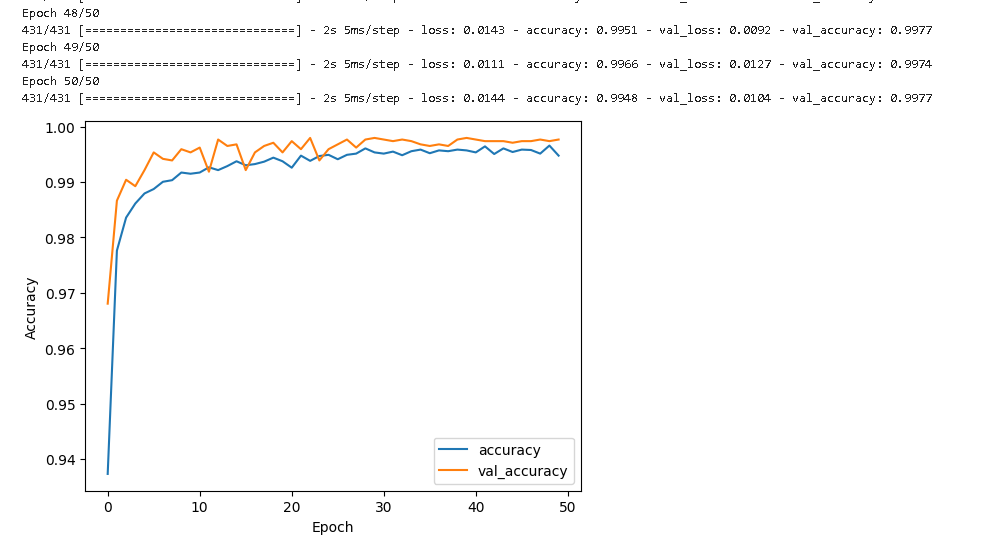 Epoch 48/50
431/431 [==============================] - 2s 5ms/step - loss: 0.0143 - accuracy: 0.9951 - val_loss: 0.0092 - val_accuracy: 0.9977
Epoch 49/50
431/431 [==============================] - 2s 5ms/step - loss: 0.0111 - accuracy: 0.9966 - val_loss: 0.0127 - val_accuracy: 0.9974
Epoch 50/50
431/431 [==============================] - 2s 5ms/step - loss: 0.0144 - accuracy: 0.9948 - val_loss: 0.0104 - val_accuracy: 0.9977
1.00
0.99
0.98
0.97
0.96
0.95
0.94
Accuracy
accuracy
val_accuracy
0 10 20 30 40 50
Epoch